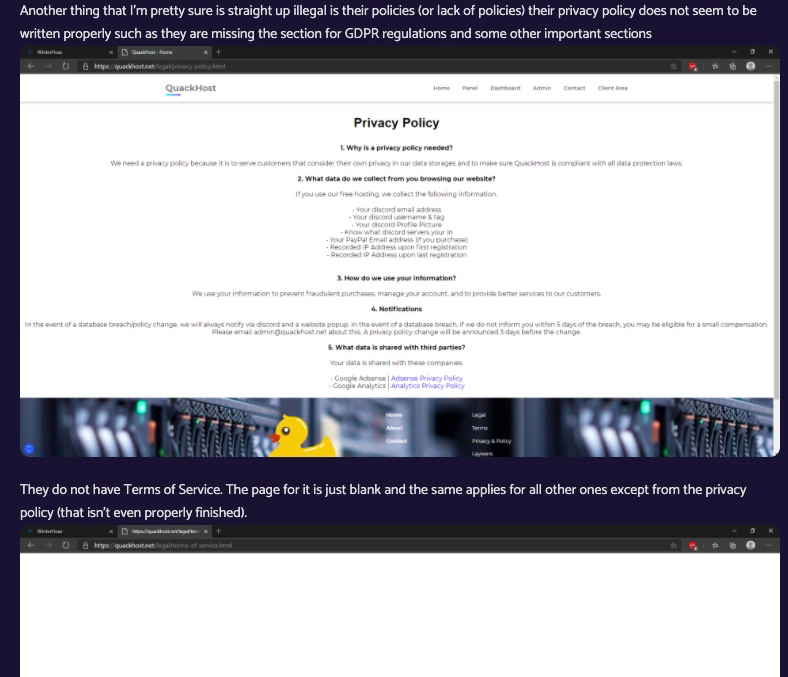 Another thing that I'm pretty sure is straight up illegal is their policies (or lack of policies) their privacy policy does not seem to be
written properly such as they are missing the section for GDPR regulations and some other important sections
QuackHost - Home
https://quackhost.net/legal/privacy-policy.html
QuackHost
Home Panel Dashboard Admin Contact Client Area
Privacy Policy
1. Why is a privacy policy needed?
We need a privacy policy because it is to serve customers that consider their own privacy in our data storages and to make sure QuackHost is compliant with all data protection laws.
2. What data do we collect from you browsing our website?
If you use our free hosting, we collect the following information.
- Your discord email address
- Your discord username & tag
- Your discord Profile Picture
- Know what discord servers your in
- Your PayPal Email address (if you purchase)
- Recorded IP Address upon first registration
- Recorded IP Address upon last registration
3. How do we use your information?
We use your information to prevent fraudulent purchases, manage your account, and to provide better services to our customers.
4. Notifications
In the event of a database breach/policy change, we will always notify via discord and a website popup. In the event of a database breach, if we do not inform you within 5 days of the breach, you may be eligible for a small compensation.
Please email admin@quackhost.net about this. A privacy policy change will be announced 3 days before the change.
5. What data is shared with third parties?
Your data is shared with these companies.
- Google Adsense | Adsense Privacy Policy
- Google Analytics | Analytics Privacy Policy
Home Legal
About Terms
Contact Privacy & Policy
Laywers
They do not have Terms of Service. The page for it is just blank and the same applies for all other ones except from the privacy
policy (that isn't even properly finished).
https://quackhost.net/legal/terms-of-service.html